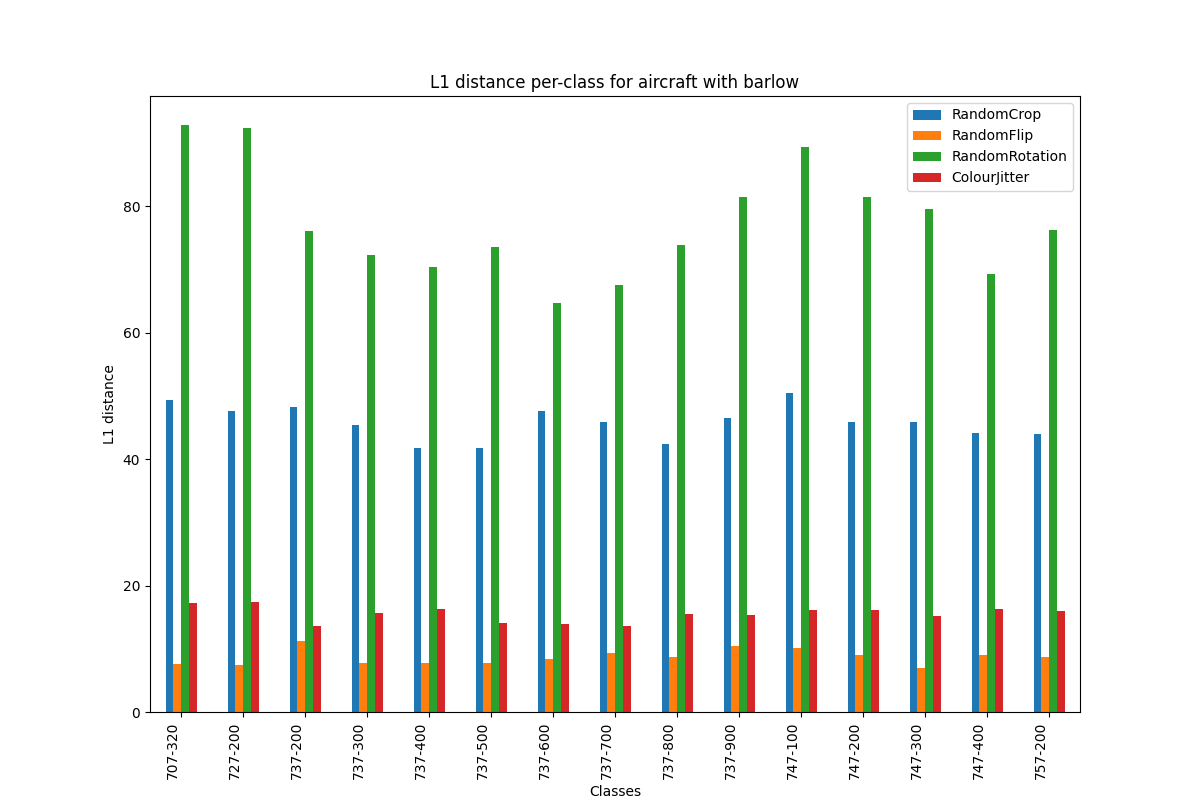 L1 distance per-class for aircraft with barlow
RandomCrop
RandomFlip
RandomRotation
ColourJitter
L1 distance
80
60
40
20
0
707-320
727-200
737-200
737-300
737-400
737-500
737-600
737-700
737-800
737-900
747-100
747-200
747-300
747-400
757-200
Classes